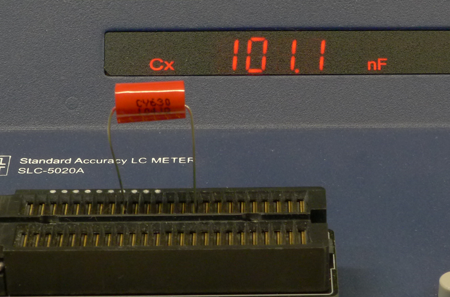 Cx 101.1 nF
Standard Accuracy LC METER
SLC-5020A